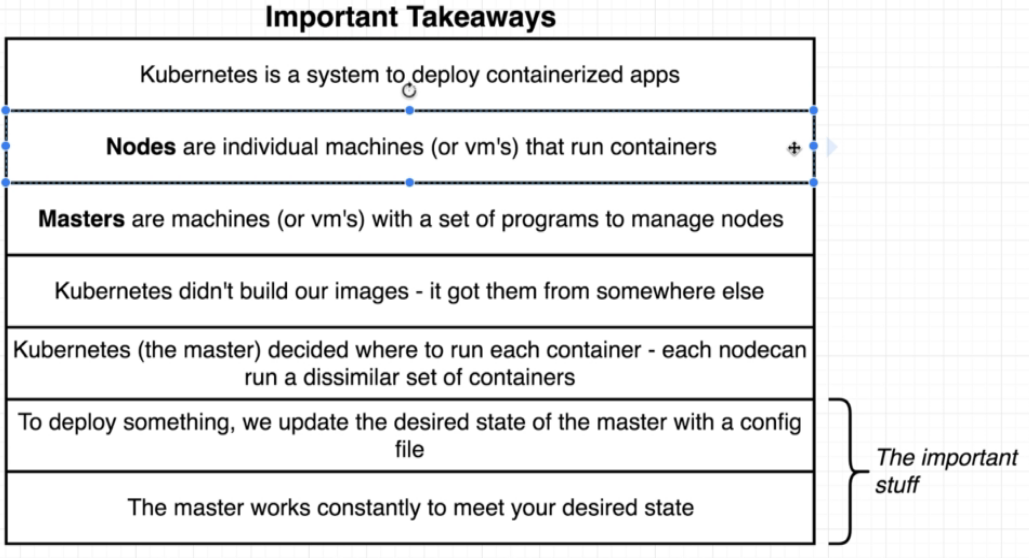 Important Takeaways
Kubernetes is a system to deploy containerized apps
Nodes are individual machines (or vm's) that run containers
Masters are machines (or vm's) with a set of programs to manage nodes
Kubernetes didn't build our images - it got them from somewhere else
Kubernetes (the master) decided where to run each container - each nodecan
run a dissimilar set of containers
To deploy something, we update the desired state of the master with a config
file
The master works constantly to meet your desired state
The important
stuff